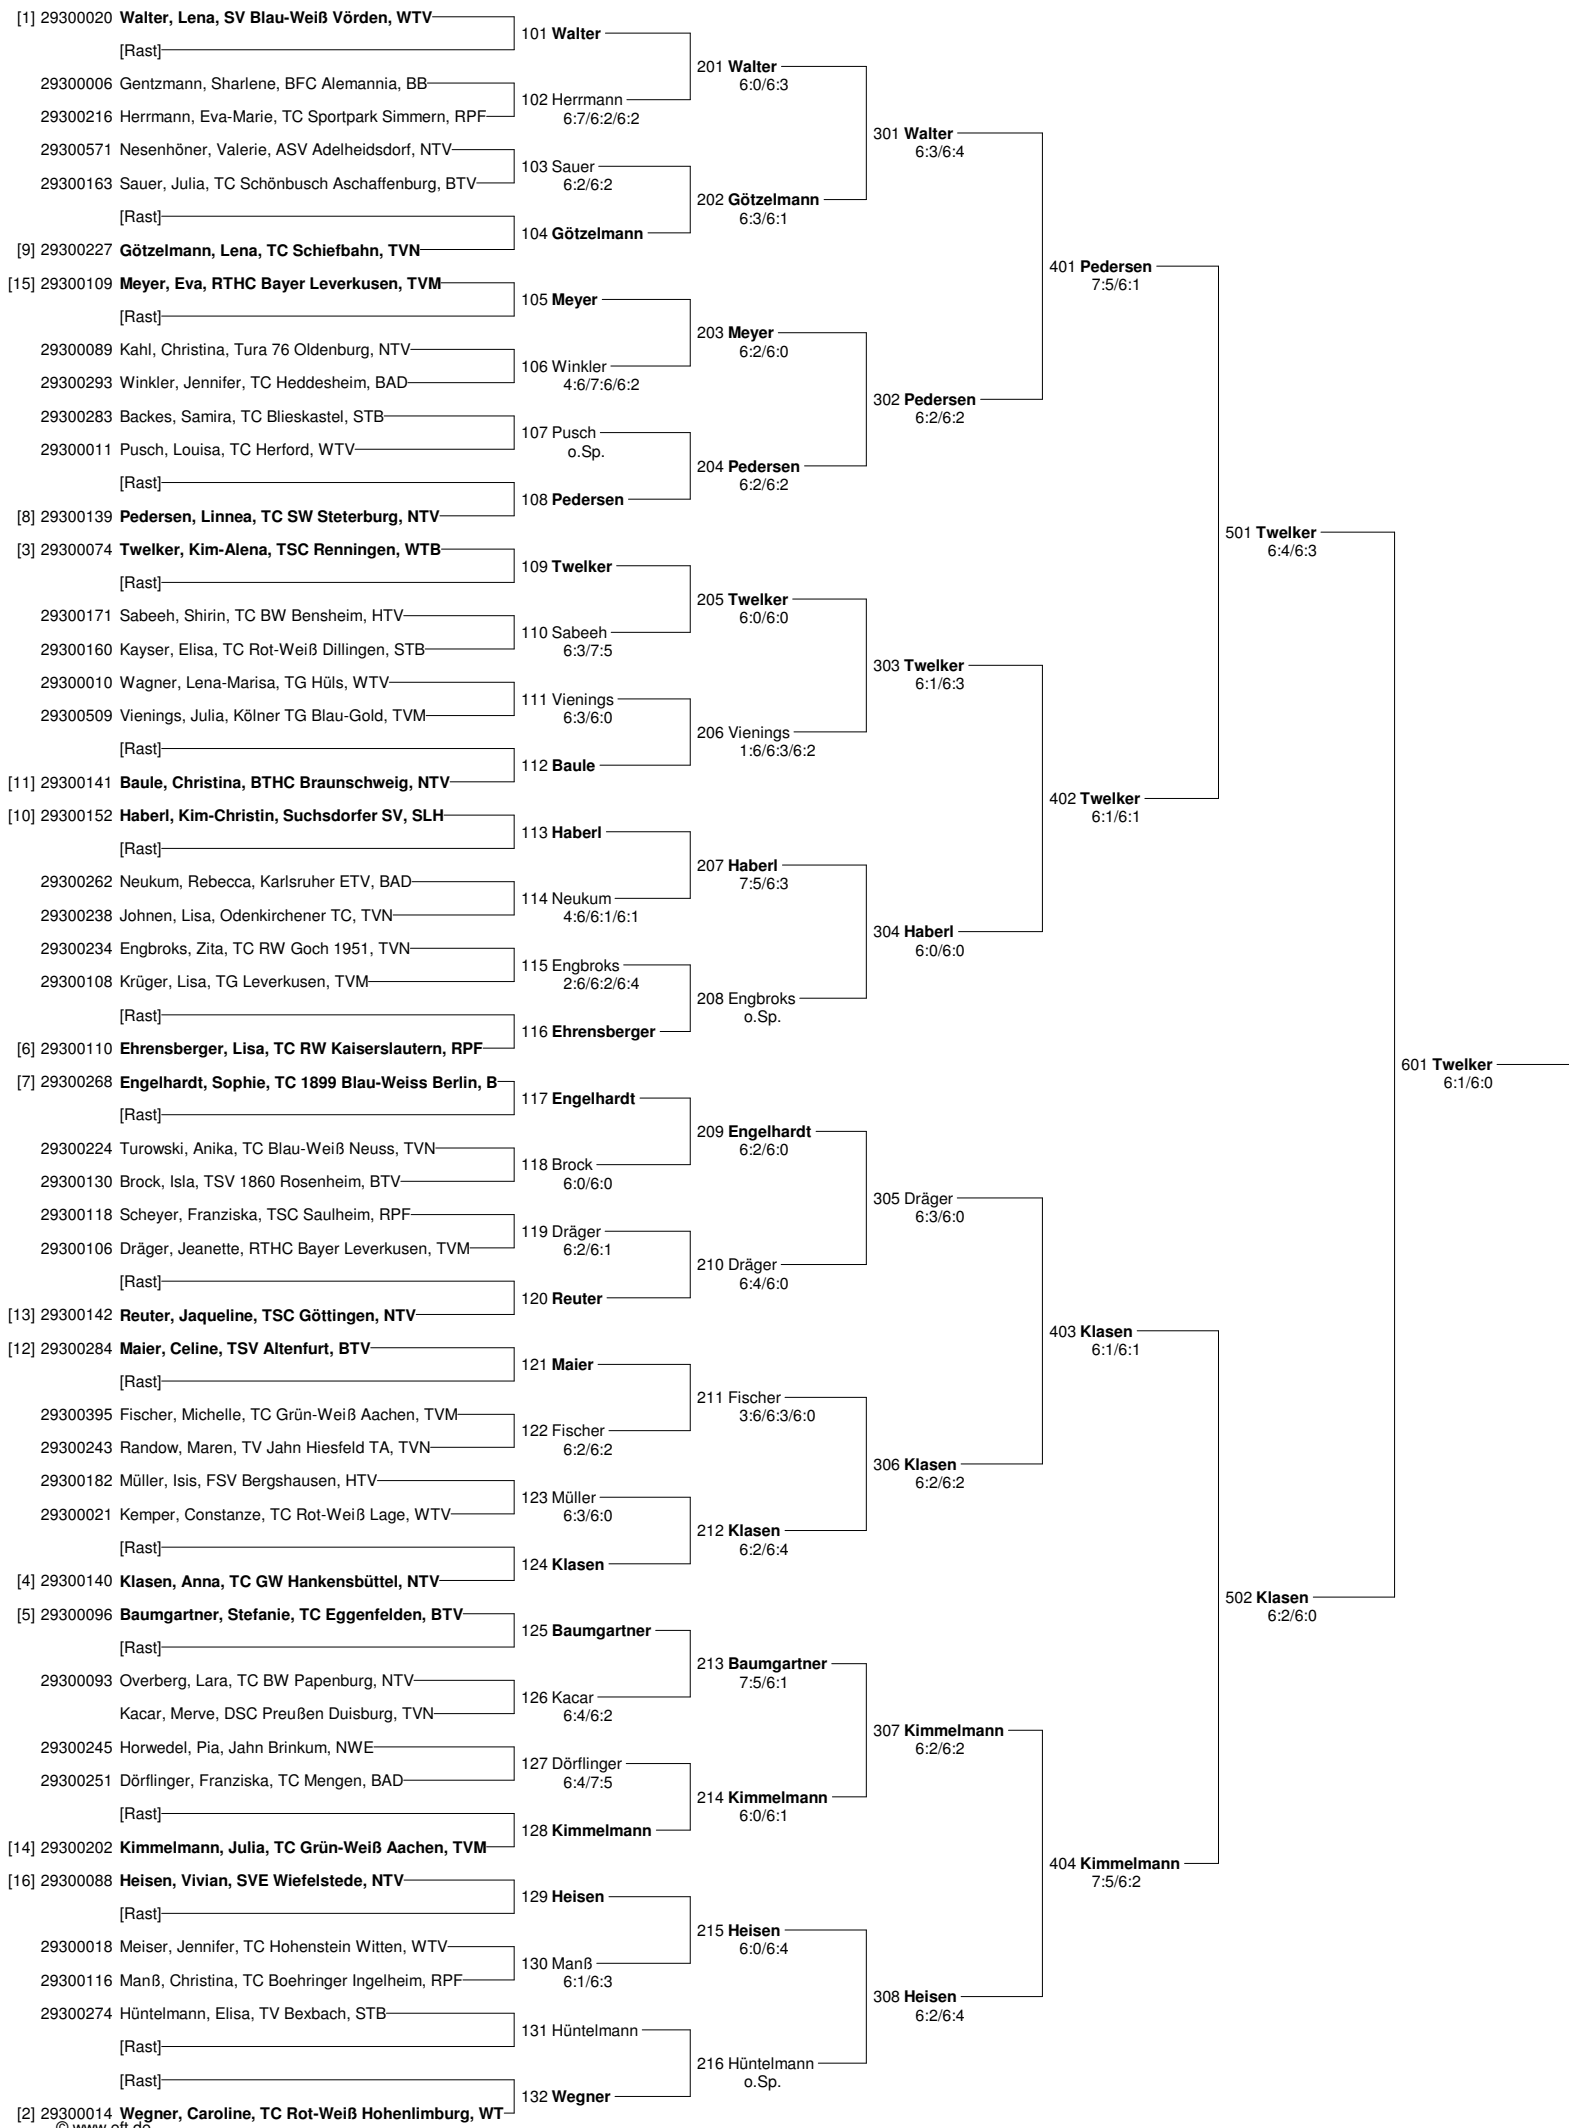 [1] 29300020 Walter, Lena, SV Blau-Weiß Vörden, WTV
101 Walter
[Rast]
201 Walter
6:0/6:3
29300006 Gentzmann, Sharlene, BFC Alemannia, BB
102 Herrmann
6:7/6:2/6:2
29300216 Herrmann, Eva-Marie, TC Sportpark Simmern, RPF
301 Walter
6:3/6:4
29300571 Nesenhöner, Valerie, ASV Adelheidsdorf, NTV
103 Sauer
6:2/6:2
29300163 Sauer, Julia, TC Schönbusch Aschaffenburg, BTV
202 Götzelmann
6:3/6:1
[Rast]
104 Götzelmann
[9] 29300227 Götzelmann, Lena, TC Schiefbahn, TVN
401 Pedersen
7:5/6:1
[15] 29300109 Meyer, Eva, RTHC Bayer Leverkusen, TVM
105 Meyer
[Rast]
203 Meyer
6:2/6:0
29300089 Kahl, Christina, Tura 76 Oldenburg, NTV
106 Winkler
4:6/7:6/6:2
29300293 Winkler, Jennifer, TC Heddesheim, BAD
302 Pedersen
6:2/6:2
29300283 Backes, Samira, TC Blieskastel, STB
107 Pusch
o.Sp.
29300011 Pusch, Louisa, TC Herford, WTV
204 Pedersen
6:2/6:2
[Rast]
108 Pedersen
[8] 29300139 Pedersen, Linnea, TC SW Steterburg, NTV
501 Twelker
6:4/6:3
[3] 29300074 Twelker, Kim-Alena, TSC Renningen, WTB
109 Twelker
[Rast]
205 Twelker
6:0/6:0
29300171 Sabeeh, Shirin, TC BW Bensheim, HTV
110 Sabeeh
6:3/7:5
29300160 Kayser, Elisa, TC Rot-Weiß Dillingen, STB
303 Twelker
6:1/6:3
29300010 Wagner, Lena-Marisa, TG Hüls, WTV
111 Vienings
6:3/6:0
29300509 Vienings, Julia, Kölner TG Blau-Gold, TVM
206 Vienings
1:6/6:3/6:2
[Rast]
112 Baule
[11] 29300141 Baule, Christina, BTHC Braunschweig, NTV
402 Twelker
6:1/6:1
[10] 29300152 Haberl, Kim-Christin, Suchsdorfer SV, SLH
113 Haberl
[Rast]
207 Haberl
7:5/6:3
29300262 Neukum, Rebecca, Karlsruher ETV, BAD
114 Neukum
4:6/6:1/6:1
29300238 Johnen, Lisa, Odenkirchener TC, TVN
304 Haberl
6:0/6:0
29300234 Engbroks, Zita, TC RW Goch 1951, TVN
115 Engbroks
2:6/6:2/6:4
29300108 Krüger, Lisa, TG Leverkusen, TVM
208 Engbroks
o.Sp.
[Rast]
116 Ehrensberger
[6] 29300110 Ehrensberger, Lisa, TC RW Kaiserslautern, RPF
601 Twelker
6:1/6:0
[7] 29300268 Engelhardt, Sophie, TC 1899 Blau-Weiss Berlin, B
117 Engelhardt
[Rast]
209 Engelhardt
6:2/6:0
29300224 Turowski, Anika, TC Blau-Weiß Neuss, TVN
118 Brock
6:0/6:0
29300130 Brock, Isla, TSV 1860 Rosenheim, BTV
305 Dräger
6:3/6:0
29300118 Scheyer, Franziska, TSC Saulheim, RPF
119 Dräger
6:2/6:1
29300106 Dräger, Jeanette, RTHC Bayer Leverkusen, TVM
210 Dräger
6:4/6:0
[Rast]
120 Reuter
[13] 29300142 Reuter, Jaqueline, TSC Göttingen, NTV
403 Klasen
6:1/6:1
[12] 29300284 Maier, Celine, TSV Altenfurt, BTV
121 Maier
[Rast]
211 Fischer
3:6/6:3/6:0
29300395 Fischer, Michelle, TC Grün-Weiß Aachen, TVM
122 Fischer
6:2/6:2
29300243 Randow, Maren, TV Jahn Hiesfeld TA, TVN
306 Klasen
6:2/6:2
29300182 Müller, Isis, FSV Bergshausen, HTV
123 Müller
6:3/6:0
29300021 Kemper, Constanze, TC Rot-Weiß Lage, WTV
212 Klasen
6:2/6:4
[Rast]
124 Klasen
[4] 29300140 Klasen, Anna, TC GW Hankensbüttel, NTV
502 Klasen
6:2/6:0
[5] 29300096 Baumgartner, Stefanie, TC Eggenfelden, BTV
125 Baumgartner
[Rast]
213 Baumgartner
7:5/6:1
29300093 Overberg, Lara, TC BW Papenburg, NTV
126 Kacar
6:4/6:2
Kacar, Merve, DSC Preußen Duisburg, TVN
307 Kimmelmann
6:2/6:2
29300245 Horwedel, Pia, Jahn Brinkum, NWE
127 Dörflinger
6:4/7:5
29300251 Dörflinger, Franziska, TC Mengen, BAD
214 Kimmelmann
6:0/6:1
[Rast]
128 Kimmelmann
[14] 29300202 Kimmelmann, Julia, TC Grün-Weiß Aachen, TVM
404 Kimmelmann
7:5/6:2
[16] 29300088 Heisen, Vivian, SVE Wiefelstede, NTV
129 Heisen
[Rast]
215 Heisen
6:0/6:4
29300018 Meiser, Jennifer, TC Hohenstein Witten, WTV
130 Manß
6:1/6:3
29300116 Manß, Christina, TC Boehringer Ingelheim, RPF
308 Heisen
6:2/6:4
29300274 Hüntelmann, Elisa, TV Bexbach, STB
131 Hüntelmann
[Rast]
216 Hüntelmann
o.Sp.
[Rast]
132 Wegner
[2] 29300014 Wegner, Caroline, TC Rot-Weiß Hohenlimburg, WT
© www.eft.de